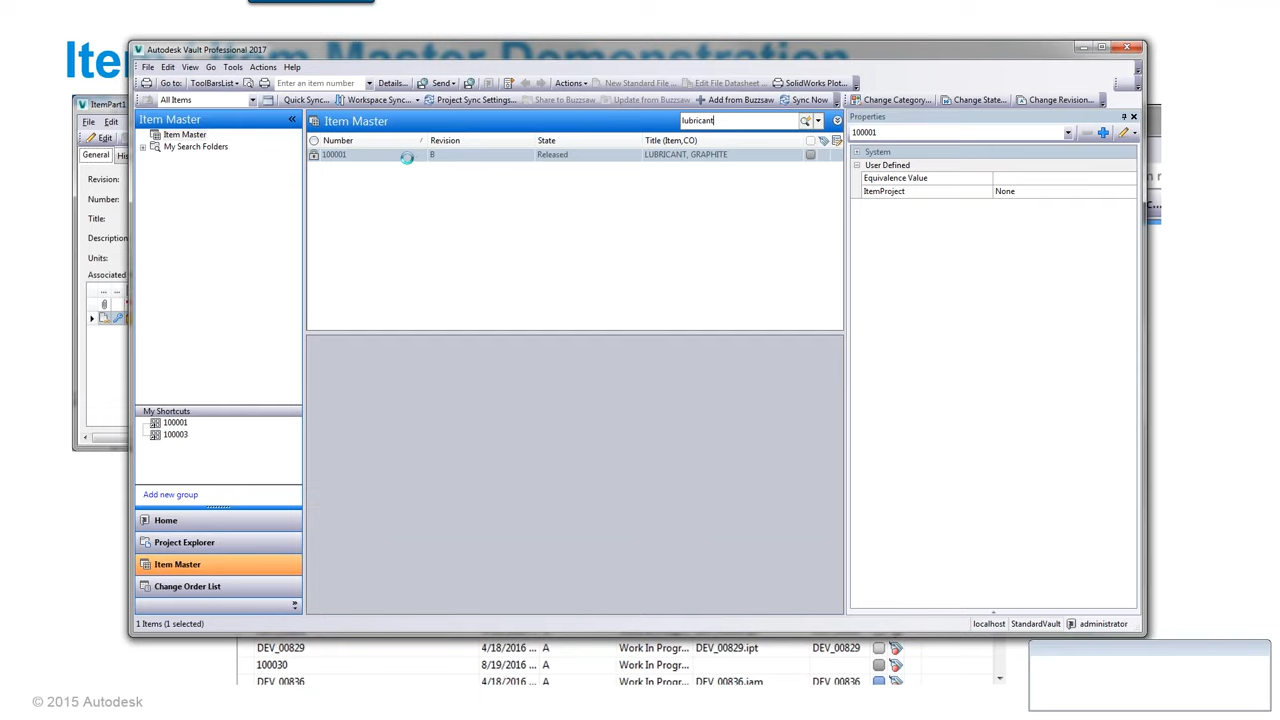 Item Master Demonstration
Autodesk Vault Professional 2017
File Edit View Go Tools Actions Help
Go to: ToolBarsList Enter an item number Details... Send Actions New Standard File... Edit File Datasheet... SolidWorks Plot...
All Items Quick Sync... Workspace Sync... Project Sync Settings... Share to Buzzsaw Update from Buzzsaw Add from Buzzsaw Sync Now Change Category... Change State... Change Revision...
ItemPart1
File Edit
Edit
General His
Revision:
Number:
Title:
Description
Units:
Associated
Item Master
Item Master
My Search Folders
My Shortcuts
100001
100003
Add new group
Home
Project Explorer
Item Master
Change Order List
Item Master lubricant
Number / Revision State Title (Item,CO)
100001 B Released LUBRICANT, GRAPHITE
Properties
100001
System
User Defined
Equivalence Value
ItemProject None
1 Items (1 selected) localhost StandardVault administrator
DEV_00829 4/18/2016 ... A Work In Progr... DEV_00829.ipt DEV_00829
100030 8/19/2016 ... A Work In Progr...
DEV_00836 4/18/2016 ... A Work In Progr... DEV_00836.iam DEV_00836
© 2015 Autodesk